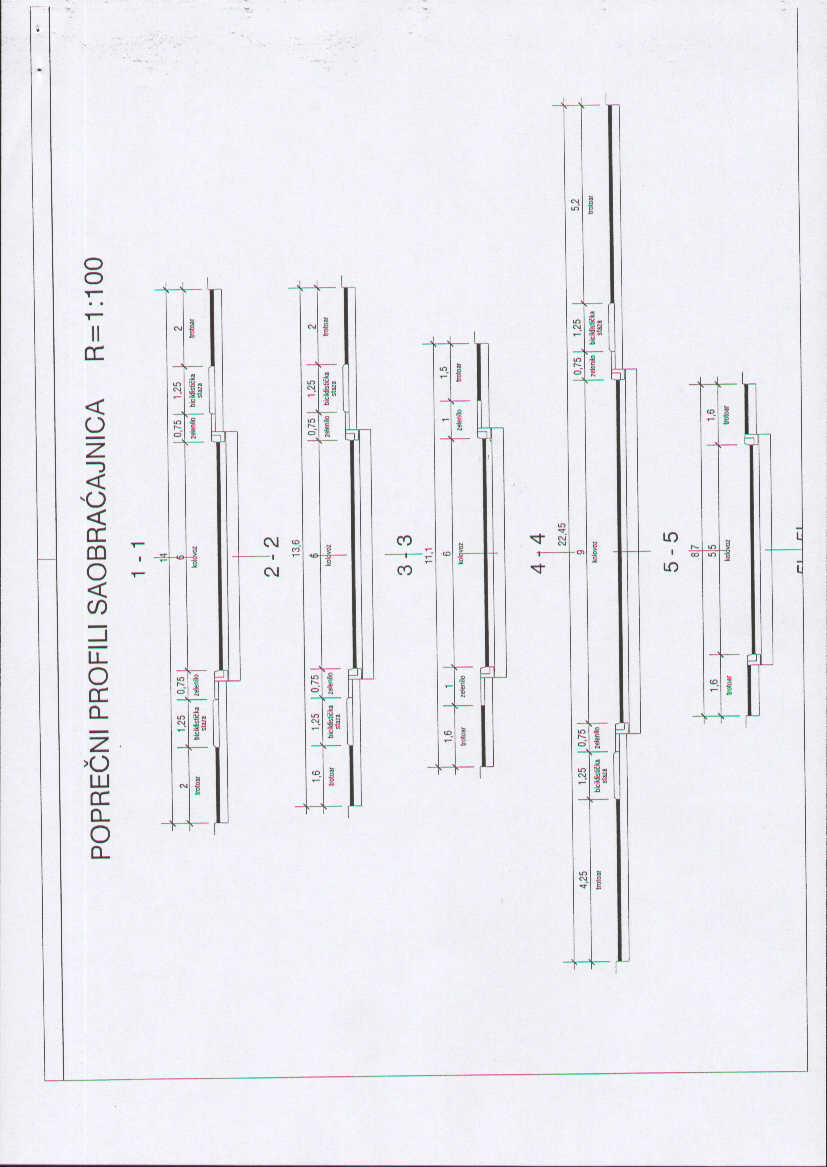 POPREČNI PROFILI SAOBRAĆAJNICA R=1:100
1 - 1
14
2 1,25 0,75 6 0,75 1,25 2
trotoar biciklistička staza zelenilo kolovoz zelenilo biciklistička staza trotoar
2 - 2
13,6
1,6 1,25 0,75 6 0,75 1,25 2
trotoar biciklistička staza zelenilo kolovoz zelenilo biciklistička staza trotoar
3 - 3
11,1
1,6 1 6 1 1,5
trotoar zelenilo kolovoz zelenilo trotoar
4 - 4
22,45
4,25 1,25 0,75 9 0,75 1,25 5,2
trotoar biciklistička staza zelenilo kolovoz zelenilo biciklistička staza trotoar
5 - 5
8,7
1,6 5,5 1,6
trotoar kolovoz trotoar